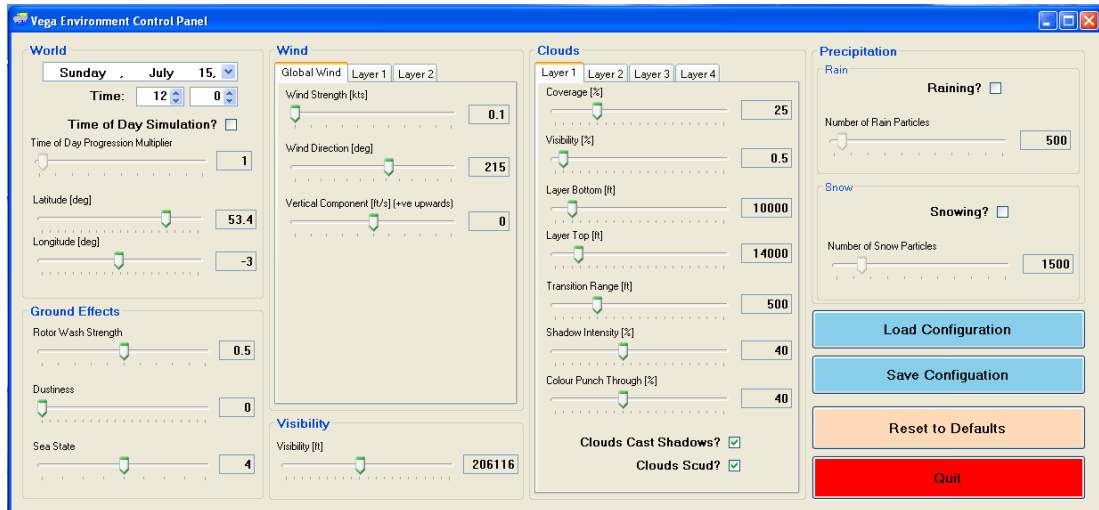 Vega Environment Control Panel
World
Sunday , July 15,
Time: 12 0
Time of Day Simulation?
Time of Day Progression Multiplier
1
Latitude [deg]
53.4
Longitude [deg]
-3
Ground Effects
Rotor Wash Strength
0.5
Dustiness
0
Sea State
4
Wind
Global Wind Layer 1 Layer 2
Wind Strength [kts]
0.1
Wind Direction [deg]
215
Vertical Component [ft/s] (+ve upwards)
0
Visibility
Visibility [ft]
206116
Clouds
Layer 1 Layer 2 Layer 3 Layer 4
Coverage [%]
25
Visibility [%]
0.5
Layer Bottom [ft]
10000
Layer Top [ft]
14000
Transition Range [ft]
500
Shadow Intensity [%]
40
Colour Punch Through [%]
40
Clouds Cast Shadows?
Clouds Scud?
Precipitation
Rain
Raining?
Number of Rain Particles
500
Snow
Snowing?
Number of Snow Particles
1500
Load Configuration
Save Configuation
Reset to Defaults
Quit